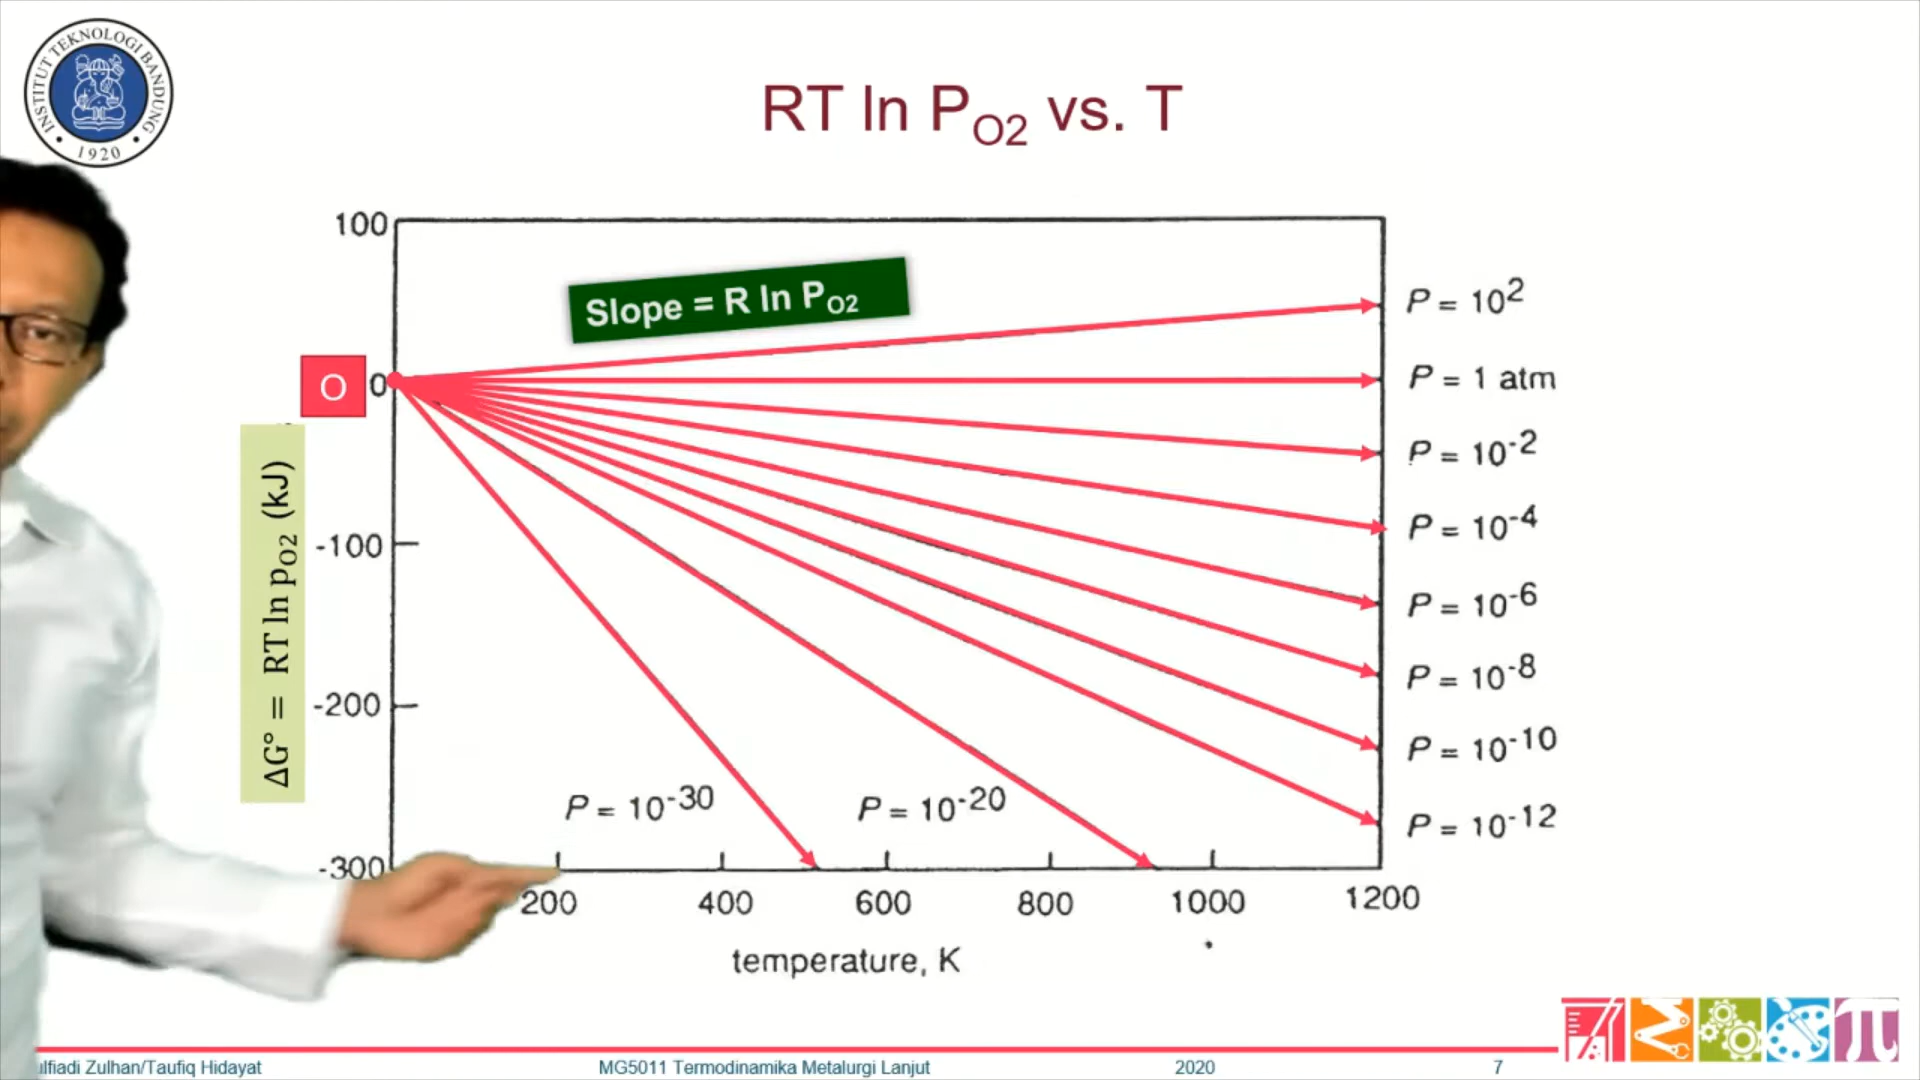 INSTITUT TEKNOLOGI BANDUNG
1920
RT ln P_O2 vs. T
100
Slope = R ln P_O2
P = 10^2
O
0
P = 1 atm
P = 10^-2
ΔG° = RT ln p_O2 (kJ)
P = 10^-4
-100
P = 10^-6
P = 10^-8
-200
P = 10^-10
P = 10^-30
P = 10^-20
P = 10^-12
-300
200
400
600
800
1000
1200
temperature, K
Zulhan/Taufiq Hidayat
MG5011 Termodinamika Metalurgi Lanjut
2020
7
π